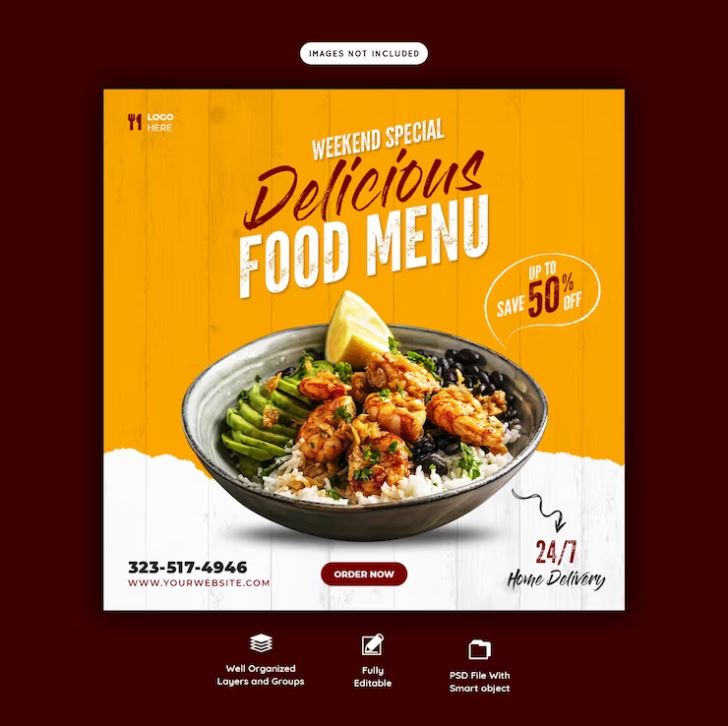 IMAGES NOT INCLUDED
LOGO
HERE
WEEKEND SPECIAL
Delicious
FOOD MENU
UP TO
SAVE 50% OFF
24/7
Home Delivery
323-517-4946
WWW.YOURWEBSITE.COM
ORDER NOW
Well Organized
Layers and Groups
Fully
Editable
PSD File With
Smart object